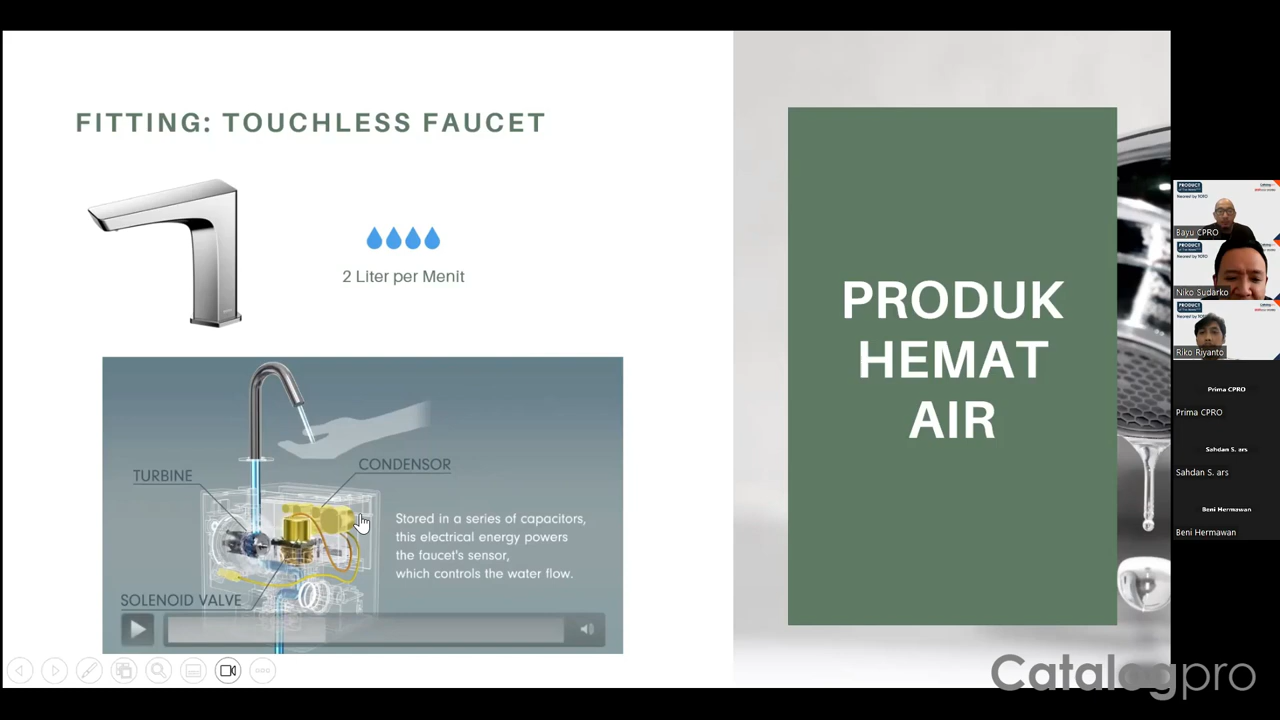 FITTING: TOUCHLESS FAUCET
2 Liter per Menit
TURBINE
CONDENSOR
Stored in a series of capacitors,
this electrical energy powers
the faucet's sensor,
which controls the water flow.
SOLENOID VALVE
PRODUK
HEMAT
AIR
PRODUCT
Bayu CPRO
PRODUCT
Niko Sudarko
PRODUCT
Riko Riyanto
Prima CPRO
Prima CPRO
Sahdan S. ars
Sahdan S. ars
Beni Hermawan
Beni Hermawan
Catalogpro